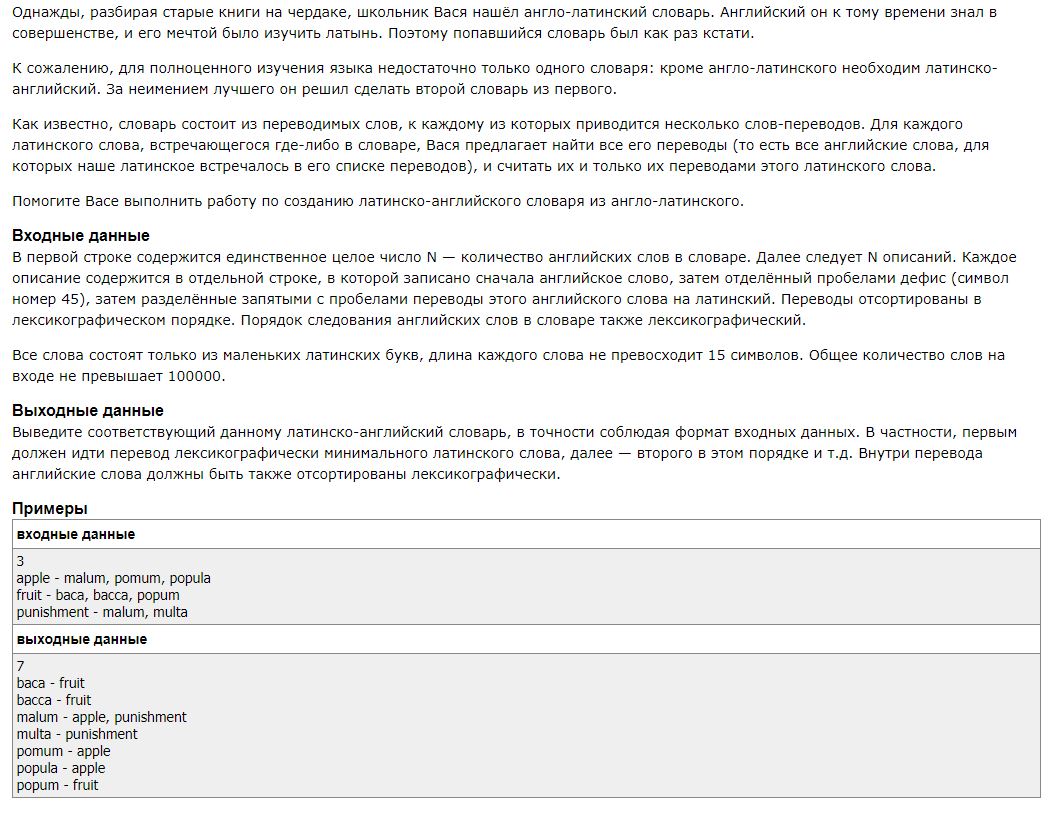 Однажды, разбирая старые книги на чердаке, школьник Вася нашёл англо-латинский словарь. Английский он к тому времени знал в
совершенстве, и его мечтой было изучить латынь. Поэтому попавшийся словарь был как раз кстати.
К сожалению, для полноценного изучения языка недостаточно только одного словаря: кроме англо-латинского необходим латинско-
английский. За неимением лучшего он решил сделать второй словарь из первого.
Как известно, словарь состоит из переводимых слов, к каждому из которых приводится несколько слов-переводов. Для каждого
латинского слова, встречающегося где-либо в словаре, Вася предлагает найти все его переводы (то есть все английские слова, для
которых наше латинское встречалось в его списке переводов), и считать их и только их переводами этого латинского слова.
Помогите Васе выполнить работу по созданию латинско-английского словаря из англо-латинского.
Входные данные
В первой строке содержится единственное целое число N — количество английских слов в словаре. Далее следует N описаний. Каждое
описание содержится в отдельной строке, в которой записано сначала английское слово, затем отделённый пробелами дефис (символ
номер 45), затем разделённые запятыми с пробелами переводы этого английского слова на латинский. Переводы отсортированы в
лексикографическом порядке. Порядок следования английских слов в словаре также лексикографический.
Все слова состоят только из маленьких латинских букв, длина каждого слова не превосходит 15 символов. Общее количество слов на
входе не превышает 100000.
Выходные данные
Выведите соответствующий данному латинско-английский словарь, в точности соблюдая формат входных данных. В частности, первым
должен идти перевод лексикографически минимального латинского слова, далее — второго в этом порядке и т.д. Внутри перевода
английские слова должны быть также отсортированы лексикографически.
Примеры
входные данные
3
apple - malum, pomum, popula
fruit - baca, bacca, popum
punishment - malum, multa
выходные данные
7
baca - fruit
bacca - fruit
malum - apple, punishment
multa - punishment
pomum - apple
popula - apple
popum - fruit